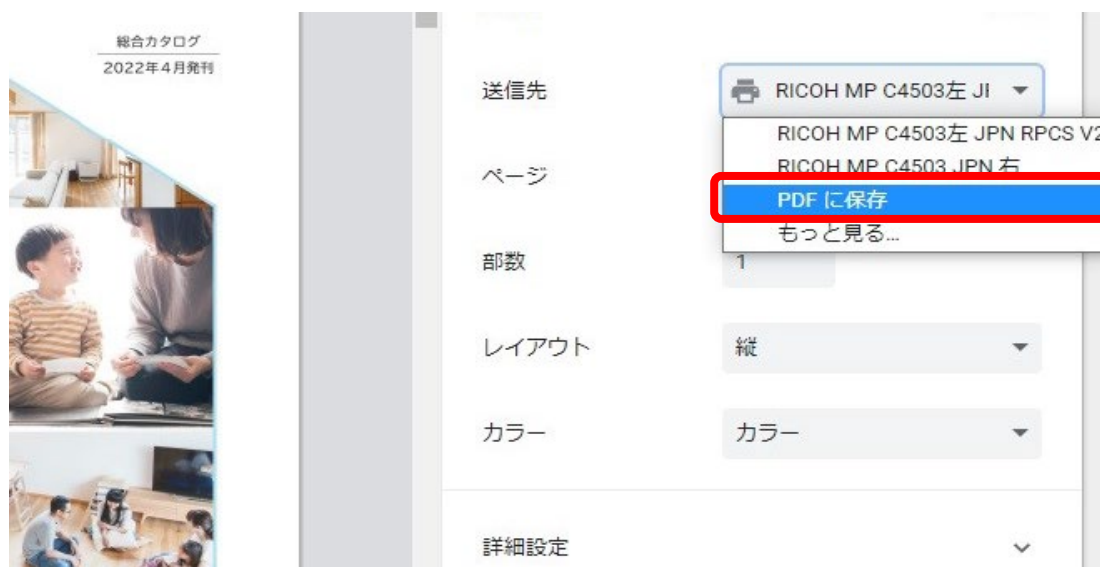 総合カタログ
2022年4月発刊
送信先
RICOH MP C4503左 JI
RICOH MP C4503左 JPN RPCS V2
ページ
RICOH MP C4503 JPN 右
PDF に保存
もっと見る...
部数
1
レイアウト
縦
カラー
カラー
詳細設定